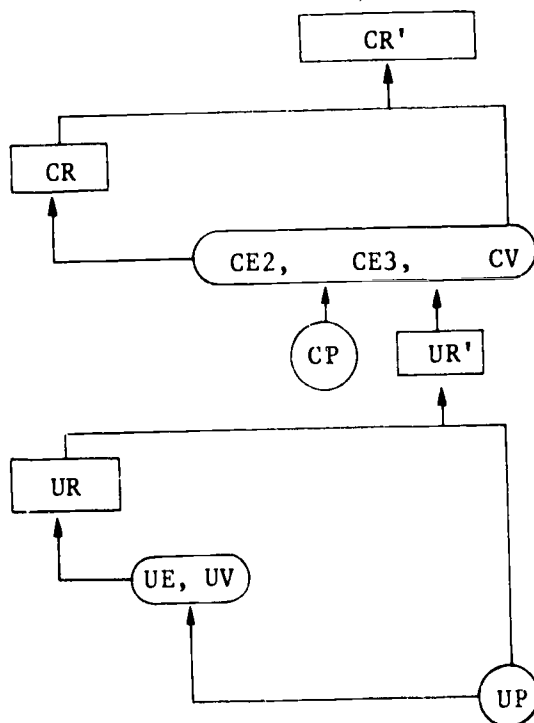 CR'
CR
CE2, CE3, CV
CP
UR'
UR
UE, UV
UP